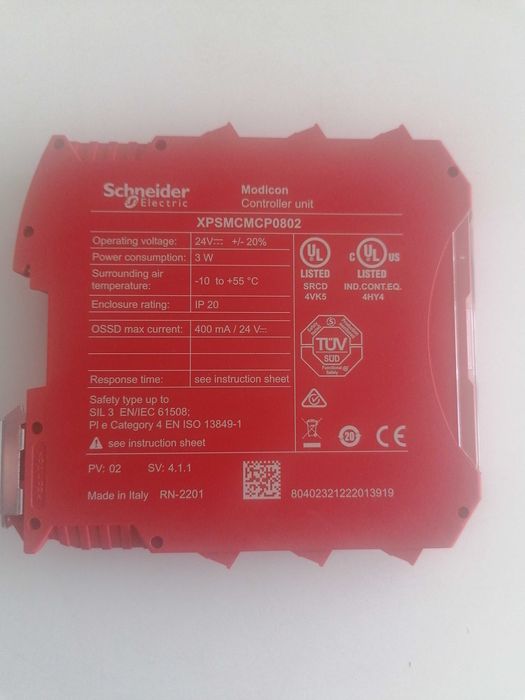 Schneider Electric
Modicon
Controller unit
XPSMCMCP0802
Operating voltage: 24V⎓ +/- 20%
Power consumption: 3 W
Surrounding air temperature: -10 to +55 °C
Enclosure rating: IP 20
OSSD max current: 400 mA / 24 V⎓
Response time: see instruction sheet
Safety type up to
SIL 3 EN/IEC 61508;
Pl e Category 4 EN ISO 13849-1
see instruction sheet
UL
LISTED
SRCD
4VK5
C UL US
LISTED
IND.CONT.EQ.
4HY4
TÜV
SÜD
Functional
Safety
20
CE
PV: 02 SV: 4.1.1
Made in Italy RN-2201
80402321222013919